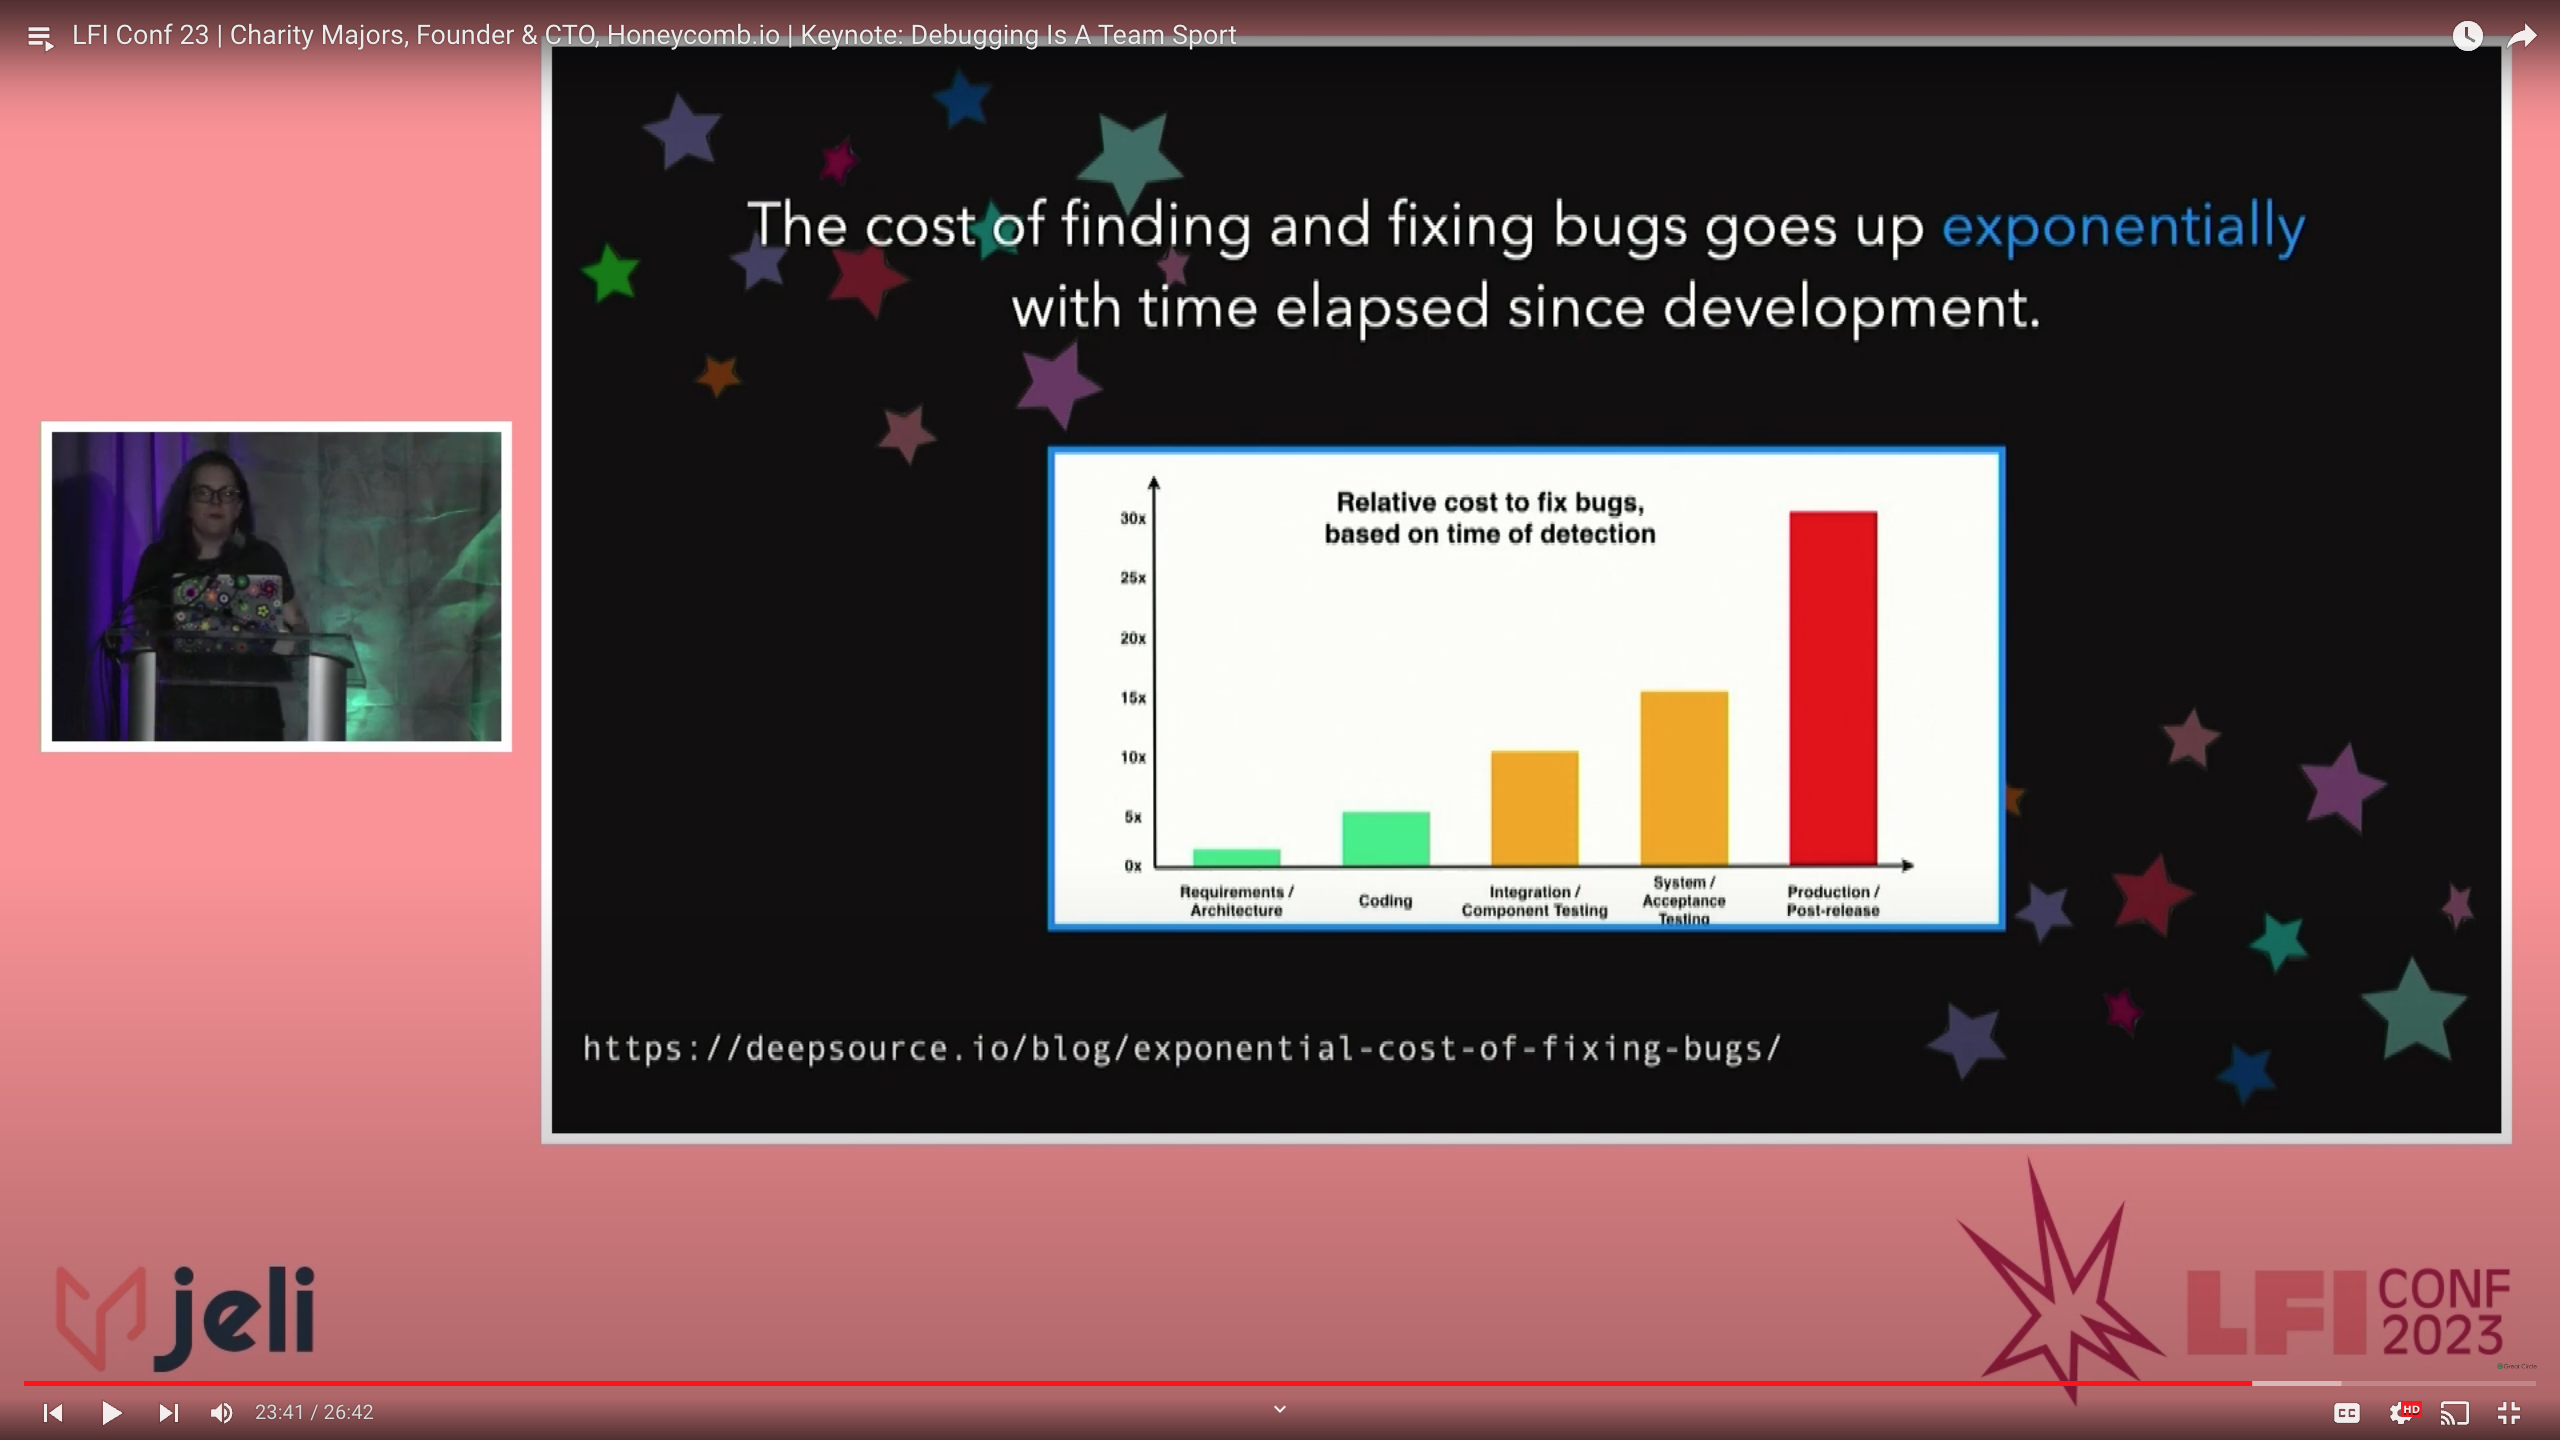 LFI Conf 23 | Charity Majors, Founder & CTO, Honeycomb.io | Keynote: Debugging Is A Team Sport
The cost of finding and fixing bugs goes up exponentially
with time elapsed since development.
Relative cost to fix bugs,
based on time of detection
30x
25x
20x
15x
10x
5x
0x
Requirements /
Architecture
Coding
Integration /
Component Testing
System /
Acceptance
Testing
Production /
Post-release
https://deepsource.io/blog/exponential-cost-of-fixing-bugs/
jeli
LFI
CONF
2023
Great Circle
23:41 / 26:42
CC
HD